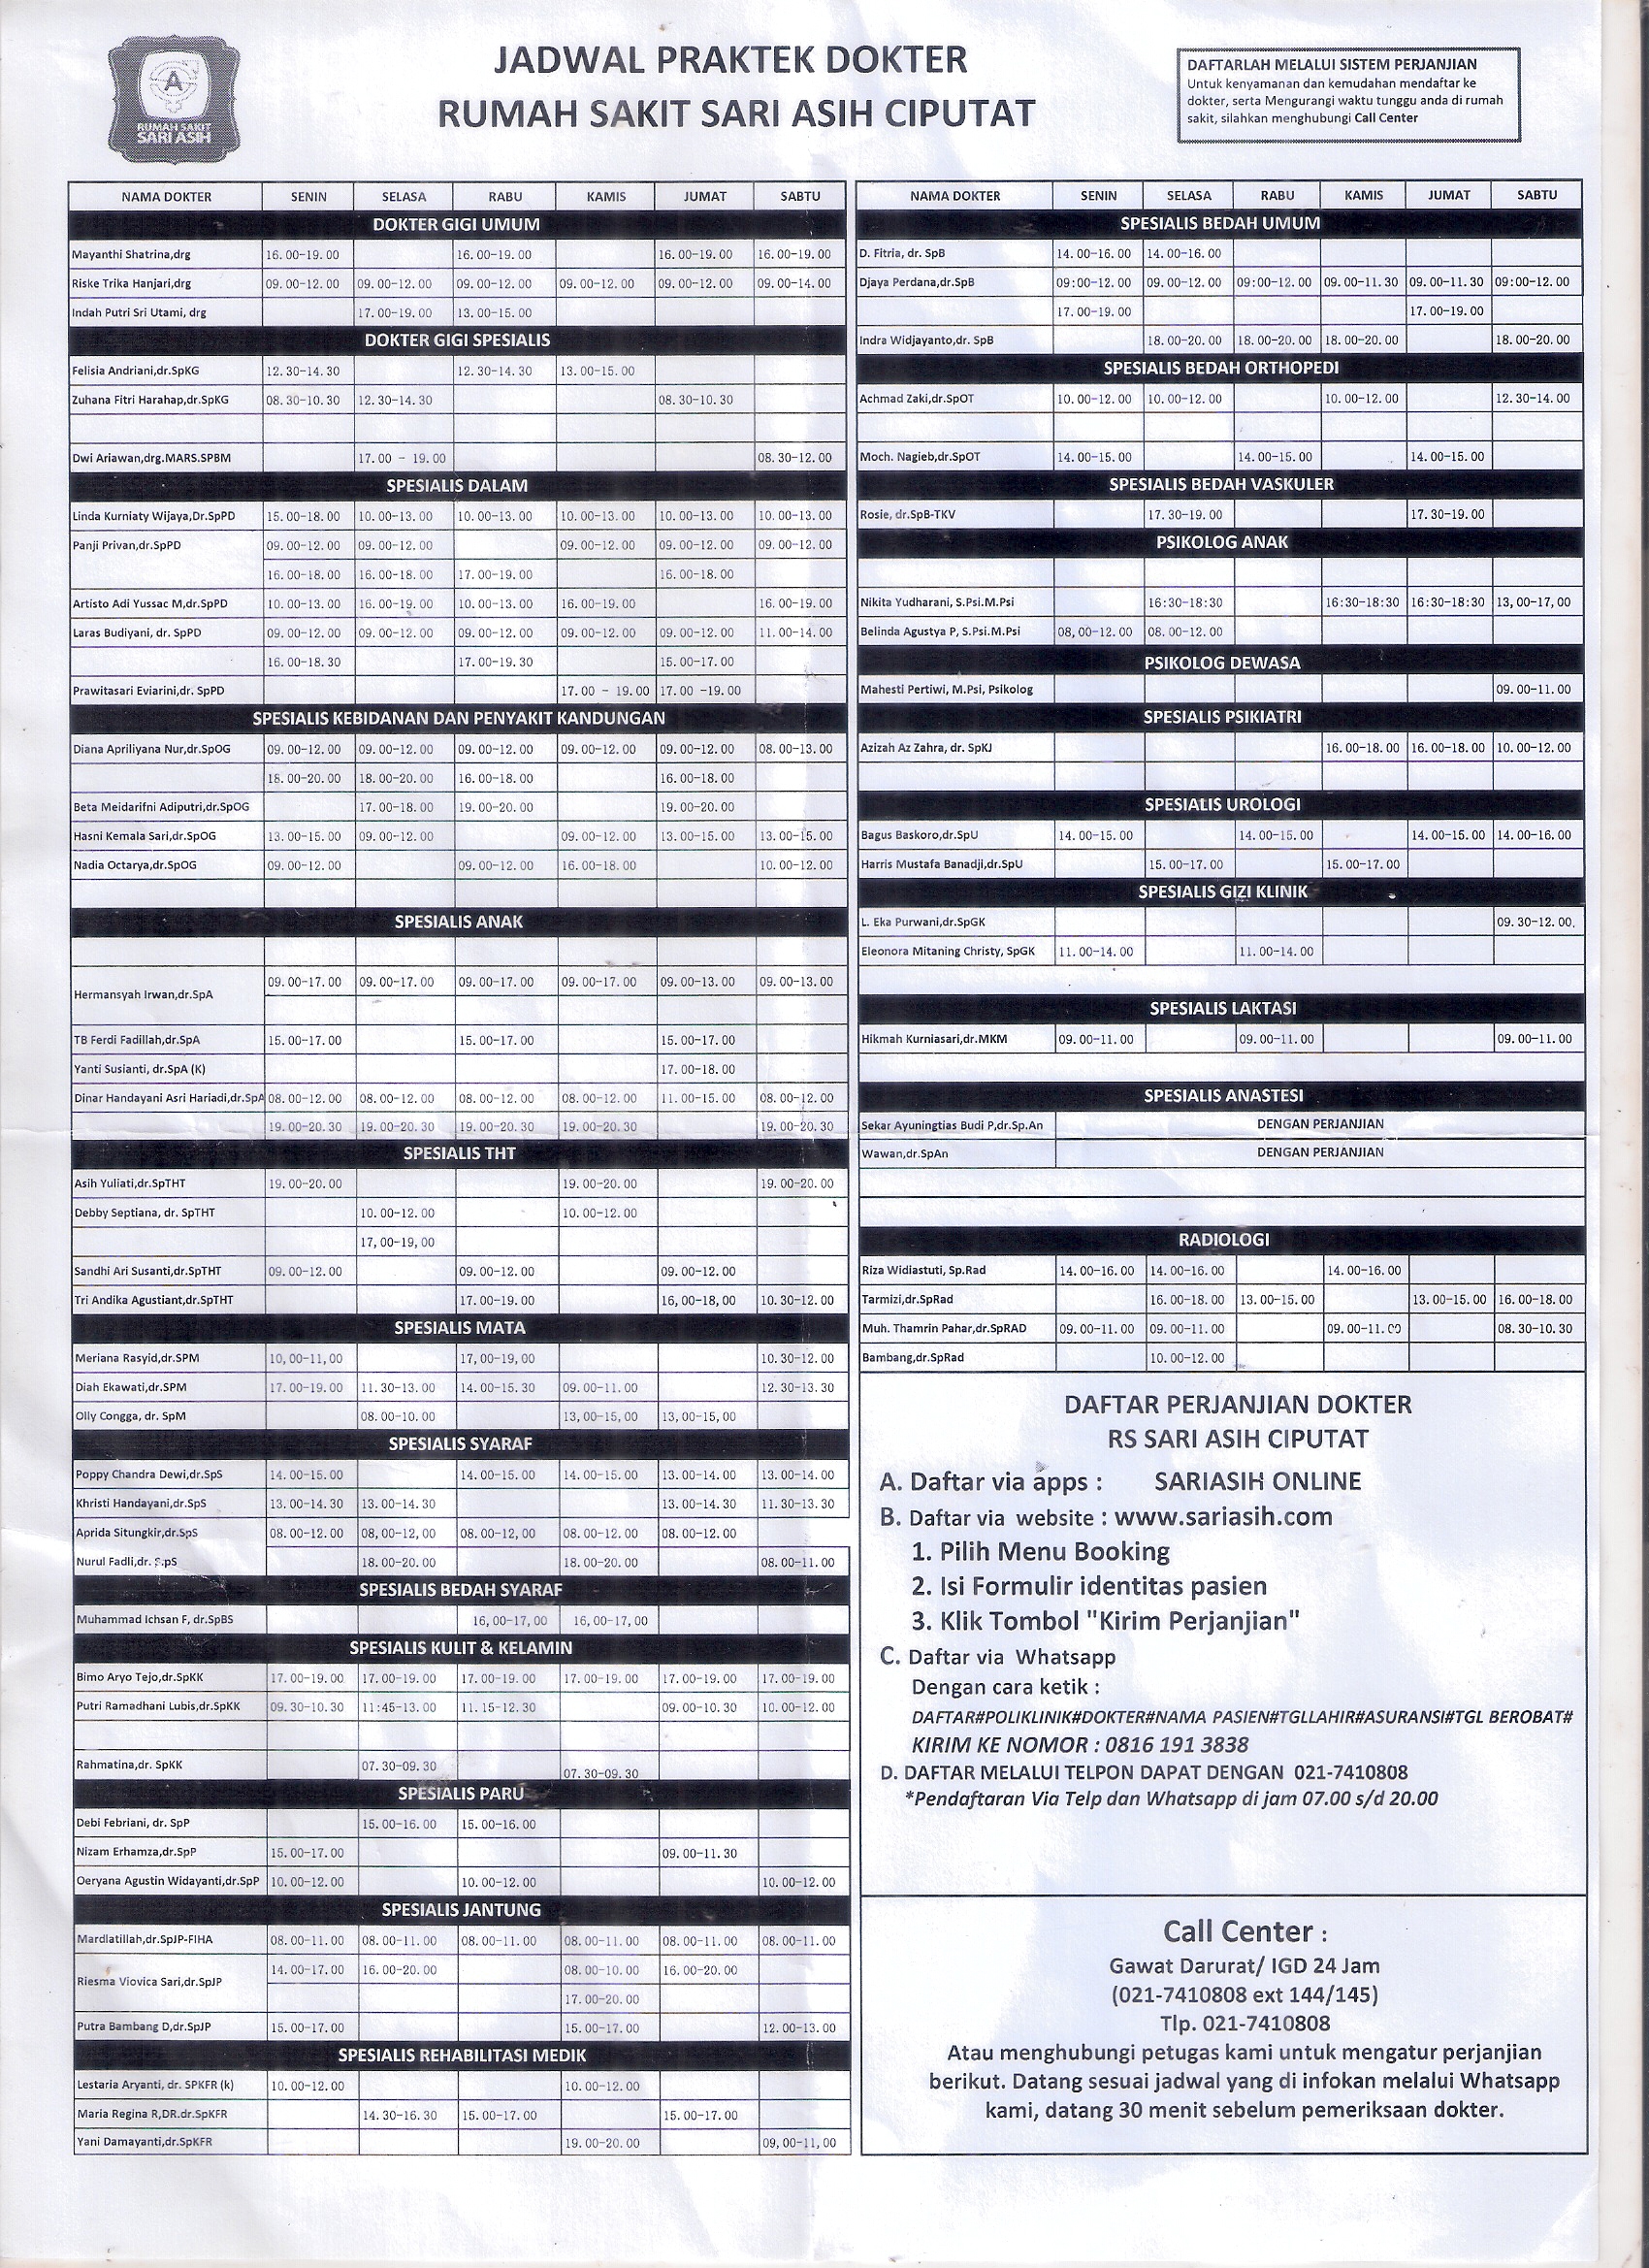 RUMAH SAKIT
SARI ASIH
JADWAL PRAKTEK DOKTER
RUMAH SAKIT SARI ASIH CIPUTAT
DAFTARLAH MELALUI SISTEM PERJANJIAN
Untuk kenyamanan dan kemudahan mendaftar ke
dokter, serta Mengurangi waktu tunggu anda di rumah
sakit, silahkan menghubungi Call Center
NAMA DOKTER SENIN SELASA RABU KAMIS JUMAT SABTU
DOKTER GIGI UMUM
Mayanthi Shatrina,drg 16.00-19.00 16.00-19.00 16.00-19.00 16.00-19.00
Riske Trika Hanjari,drg 09.00-12.00 09.00-12.00 09.00-12.00 09.00-12.00 09.00-12.00 09.00-14.00
Indah Putri Sri Utami, drg 17.00-19.00 13.00-15.00
DOKTER GIGI SPESIALIS
Felisia Andriani,dr.SpKG 12.30-14.30 12.30-14.30 13.00-15.00
Zuhana Fitri Harahap,dr.SpKG 08.30-10.30 12.30-14.30 08.30-10.30
Dwi Ariawan,drg.MARS.SPBM 17.00 - 19.00 08.30-12.00
SPESIALIS DALAM
Linda Kurniaty Wijaya,Dr.SpPD 15.00-18.00 10.00-13.00 10.00-13.00 10.00-13.00 10.00-13.00 10.00-13.00
Panji Privan,dr.SpPD 09.00-12.00 09.00-12.00 09.00-12.00 09.00-12.00 09.00-12.00
16.00-18.00 16.00-18.00 17.00-19.00 16.00-18.00
Artisto Adi Yussac M,dr.SpPD 10.00-13.00 16.00-19.00 10.00-13.00 16.00-19.00 16.00-19.00
Laras Budiyani, dr. SpPD 09.00-12.00 09.00-12.00 09.00-12.00 09.00-12.00 09.00-12.00 11.00-14.00
16.00-18.30 17.00-19.30 15.00-17.00
Prawitasari Eviarini,dr. SpPD 17.00 - 19.00 17.00 -19.00
SPESIALIS KEBIDANAN DAN PENYAKIT KANDUNGAN
Diana Apriliyana Nur,dr.SpOG 09.00-12.00 09.00-12.00 09.00-12.00 09.00-12.00 09.00-12.00 08.00-13.00
18.00-20.00 18.00-20.00 16.00-18.00 16.00-18.00
Beta Meidarifni Adiputri,dr.SpOG 17.00-18.00 19.00-20.00 19.00-20.00
Hasni Kemala Sari,dr.SpOG 13.00-15.00 09.00-12.00 09.00-12.00 13.00-15.00 13.00-15.00
Nadia Octarya,dr.SpOG 09.00-12.00 09.00-12.00 16.00-18.00 10.00-12.00
SPESIALIS ANAK
Hermansyah Irwan,dr.SpA 09.00-17.00 09.00-17.00 09.00-17.00 09.00-17.00 09.00-13.00 09.00-13.00
TB Ferdi Fadillah,dr.SpA 15.00-17.00 15.00-17.00 15.00-17.00
Yanti Susianti, dr.SpA (K) 17.00-18.00
Dinar Handayani Asri Hariadi,dr.SpA 08.00-12.00 08.00-12.00 08.00-12.00 08.00-12.00 11.00-15.00 08.00-12.00
19.00-20.30 19.00-20.30 19.00-20.30 19.00-20.30 19.00-20.30
SPESIALIS THT
Asih Yuliati,dr.SpTHT 19.00-20.00 19.00-20.00 19.00-20.00
Debby Septiana, dr. SpTHT 10.00-12.00 10.00-12.00
17,00-19,00
Sandhi Ari Susanti,dr.SpTHT 09.00-12.00 09.00-12.00 09.00-12.00
Tri Andika Agustiant,dr.SpTHT 17.00-19.00 16,00-18,00 10.30-12.00
SPESIALIS MATA
Meriana Rasyid,dr.SPM 10,00-11,00 17,00-19,00 10.30-12.00
Diah Ekawati,dr.SPM 17.00-19.00 11.30-13.00 14.00-15.30 09.00-11.00 12.30-13.30
Olly Congga, dr. SpM 08.00-10.00 13,00-15,00 13,00-15,00
SPESIALIS SYARAF
Poppy Chandra Dewi,dr.SpS 14.00-15.00 14.00-15.00 14.00-15.00 13.00-14.00 13.00-14.00
Khristi Handayani,dr.SpS 13.00-14.30 13.00-14.30 13.00-14.30 11.30-13.30
Aprida Situngkir,dr.SpS 08.00-12.00 08,00-12,00 08.00-12,00 08.00-12.00 08.00-12.00
Nurul Fadli,dr. SpS 18.00-20.00 18.00-20.00 08.00-11.00
SPESIALIS BEDAH SYARAF
Muhammad Ichsan F, dr.SpBS 16,00-17,00 16,00-17,00
SPESIALIS KULIT & KELAMIN
Bimo Aryo Tejo,dr.SpKK 17.00-19.00 17.00-19.00 17.00-19.00 17.00-19.00 17.00-19.00 17.00-19.00
Putri Ramadhani Lubis,dr.SpKK 09.30-10.30 11:45-13.00 11.15-12.30 09.00-10.30 10.00-12.00
Rahmatina,dr. SpKK 07.30-09.30 07.30-09.30
SPESIALIS PARU
Debi Febriani, dr. SpP 15.00-16.00 15.00-16.00
Nizam Erhamza,dr.SpP 15.00-17.00 09.00-11.30
Oeryana Agustin Widayanti,dr.SpP 10.00-12.00 10.00-12.00 10.00-12.00
SPESIALIS JANTUNG
Mardlatillah,dr.SpJP-FIHA 08.00-11.00 08.00-11.00 08.00-11.00 08.00-11.00 08.00-11.00 08.00-11.00
Riesma Viovica Sari,dr.SpJP 14.00-17.00 16.00-20.00 08.00-10.00 16.00-20.00
17.00-20.00
Putra Bambang D,dr.SpJP 15.00-17.00 15.00-17.00 12.00-13.00
SPESIALIS REHABILITASI MEDIK
Lestaria Aryanti, dr. SPKFR (k) 10.00-12.00 10.00-12.00
Maria Regina R,DR.dr.SpKFR 14.30-16.30 15.00-17.00 15.00-17.00
Yani Damayanti,dr.SpKFR 19.00-20.00 09,00-11,00
NAMA DOKTER SENIN SELASA RABU KAMIS JUMAT SABTU
SPESIALIS BEDAH UMUM
D. Fitria, dr. SpB 14.00-16.00 14.00-16.00
Djaya Perdana,dr.SpB 09:00-12.00 09.00-12.00 09:00-12.00 09.00-11.30 09.00-11.30 09:00-12.00
17.00-19.00 17.00-19.00
Indra Widjayanto,dr. SpB 18.00-20.00 18.00-20.00 18.00-20.00 18.00-20.00
SPESIALIS BEDAH ORTHOPEDI
Achmad Zaki,dr.SpOT 10.00-12.00 10.00-12.00 10.00-12.00 12.30-14.00
Moch. Nagieb,dr.SpOT 14.00-15.00 14.00-15.00 14.00-15.00
SPESIALIS BEDAH VASKULER
Rosie, dr.SpB-TKV 17.30-19.00 17.30-19.00
PSIKOLOG ANAK
Nikita Yudharani, S.Psi.M.Psi 16:30-18:30 16:30-18:30 16:30-18:30 13,00-17,00
Belinda Agustya P, S.Psi.M.Psi 08,00-12.00 08.00-12.00
PSIKOLOG DEWASA
Mahesti Pertiwi, M.Psi, Psikolog 09.00-11.00
SPESIALIS PSIKIATRI
Azizah Az Zahra, dr. SpKJ 16.00-18.00 16.00-18.00 10.00-12.00
SPESIALIS UROLOGI
Bagus Baskoro,dr.SpU 14.00-15.00 14.00-15.00 14.00-15.00 14.00-16.00
Harris Mustafa Banadji,dr.SpU 15.00-17.00 15.00-17.00
SPESIALIS GIZI KLINIK
L. Eka Purwani,dr.SpGK 09.30-12.00.
Eleonora Mitaning Christy, SpGK 11.00-14.00 11.00-14.00
SPESIALIS LAKTASI
Hikmah Kurniasari,dr.MKM 09.00-11.00 09.00-11.00 09.00-11.00
SPESIALIS ANASTESI
Sekar Ayuningtias Budi P,dr.Sp.An DENGAN PERJANJIAN
Wawan,dr.SpAn DENGAN PERJANJIAN
RADIOLOGI
Riza Widiastuti, Sp.Rad 14.00-16.00 14.00-16.00 14.00-16.00
Tarmizi,dr.SpRad 16.00-18.00 13.00-15.00 13.00-15.00 16.00-18.00
Muh. Thamrin Pahar,dr.SpRAD 09.00-11.00 09.00-11.00 09.00-11.00 08.30-10.30
Bambang,dr.SpRad 10.00-12.00
DAFTAR PERJANJIAN DOKTER
RS SARI ASIH CIPUTAT
A. Daftar via apps : SARIASIH ONLINE
B. Daftar via website : www.sariasih.com
1. Pilih Menu Booking
2. Isi Formulir identitas pasien
3. Klik Tombol "Kirim Perjanjian"
C. Daftar via Whatsapp
Dengan cara ketik :
DAFTAR#POLIKLINIK#DOKTER#NAMA PASIEN#TGLLAHIR#ASURANSI#TGL BEROBAT#
KIRIM KE NOMOR : 0816 191 3838
D. DAFTAR MELALUI TELPON DAPAT DENGAN 021-7410808
*Pendaftaran Via Telp dan Whatsapp di jam 07.00 s/d 20.00
Call Center :
Gawat Darurat/ IGD 24 Jam
(021-7410808 ext 144/145)
Tlp. 021-7410808
Atau menghubungi petugas kami untuk mengatur perjanjian
berikut. Datang sesuai jadwal yang di infokan melalui Whatsapp
kami, datang 30 menit sebelum pemeriksaan dokter.